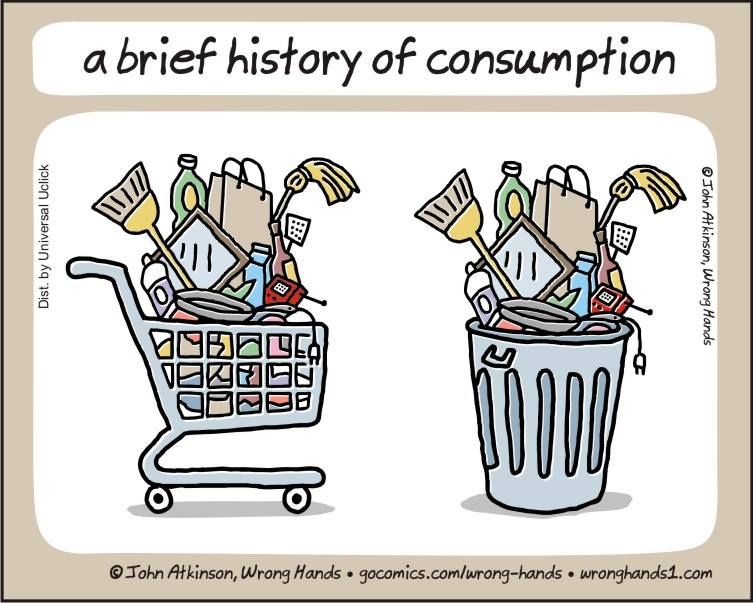 a brief history of consumption
Dist. by Universal Uclick
© John Atkinson, Wrong Hands
© John Atkinson, Wrong Hands • gocomics.com/wrong-hands • wronghands1.com